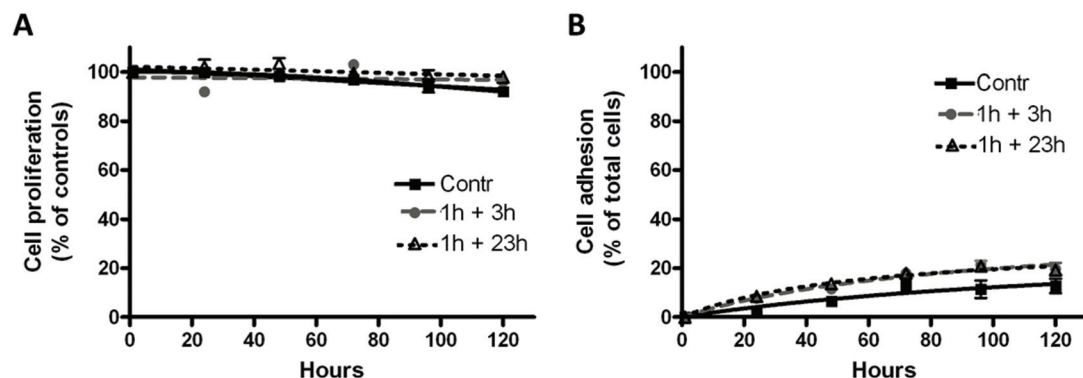 A
Cell proliferation
(% of controls)
100
80
60
40
20
0
0 20 40 60 80 100 120
Hours
Contr
1h + 3h
1h + 23h
B
Cell adhesion
(% of total cells)
100
80
60
40
20
0
0 20 40 60 80 100 120
Hours
Contr
1h + 3h
1h + 23h